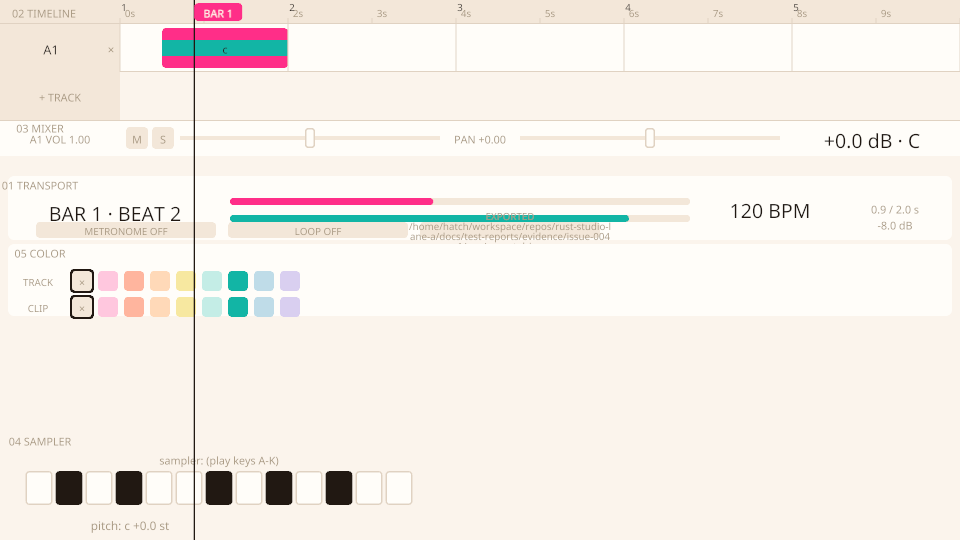 02 TIMELINE
1 2 3 4 5
BAR 1
0s 2s 3s 4s 5s 6s 7s 8s 9s
A1 × c
+ TRACK
03 MIXER
A1 VOL 1.00 M S PAN +0.00 +0.0 dB · C
01 TRANSPORT
BAR 1 · BEAT 2 120 BPM 0.9 / 2.0 s
-8.0 dB
METRONOME OFF LOOP OFF
EXPORTED
/home/hatch/workspace/repos/rust-studio-l
ane-a/docs/test-reports/evidence/issue-004
05 COLOR
TRACK ×
CLIP ×
04 SAMPLER
sampler: (play keys A-K)
pitch: c +0.0 st